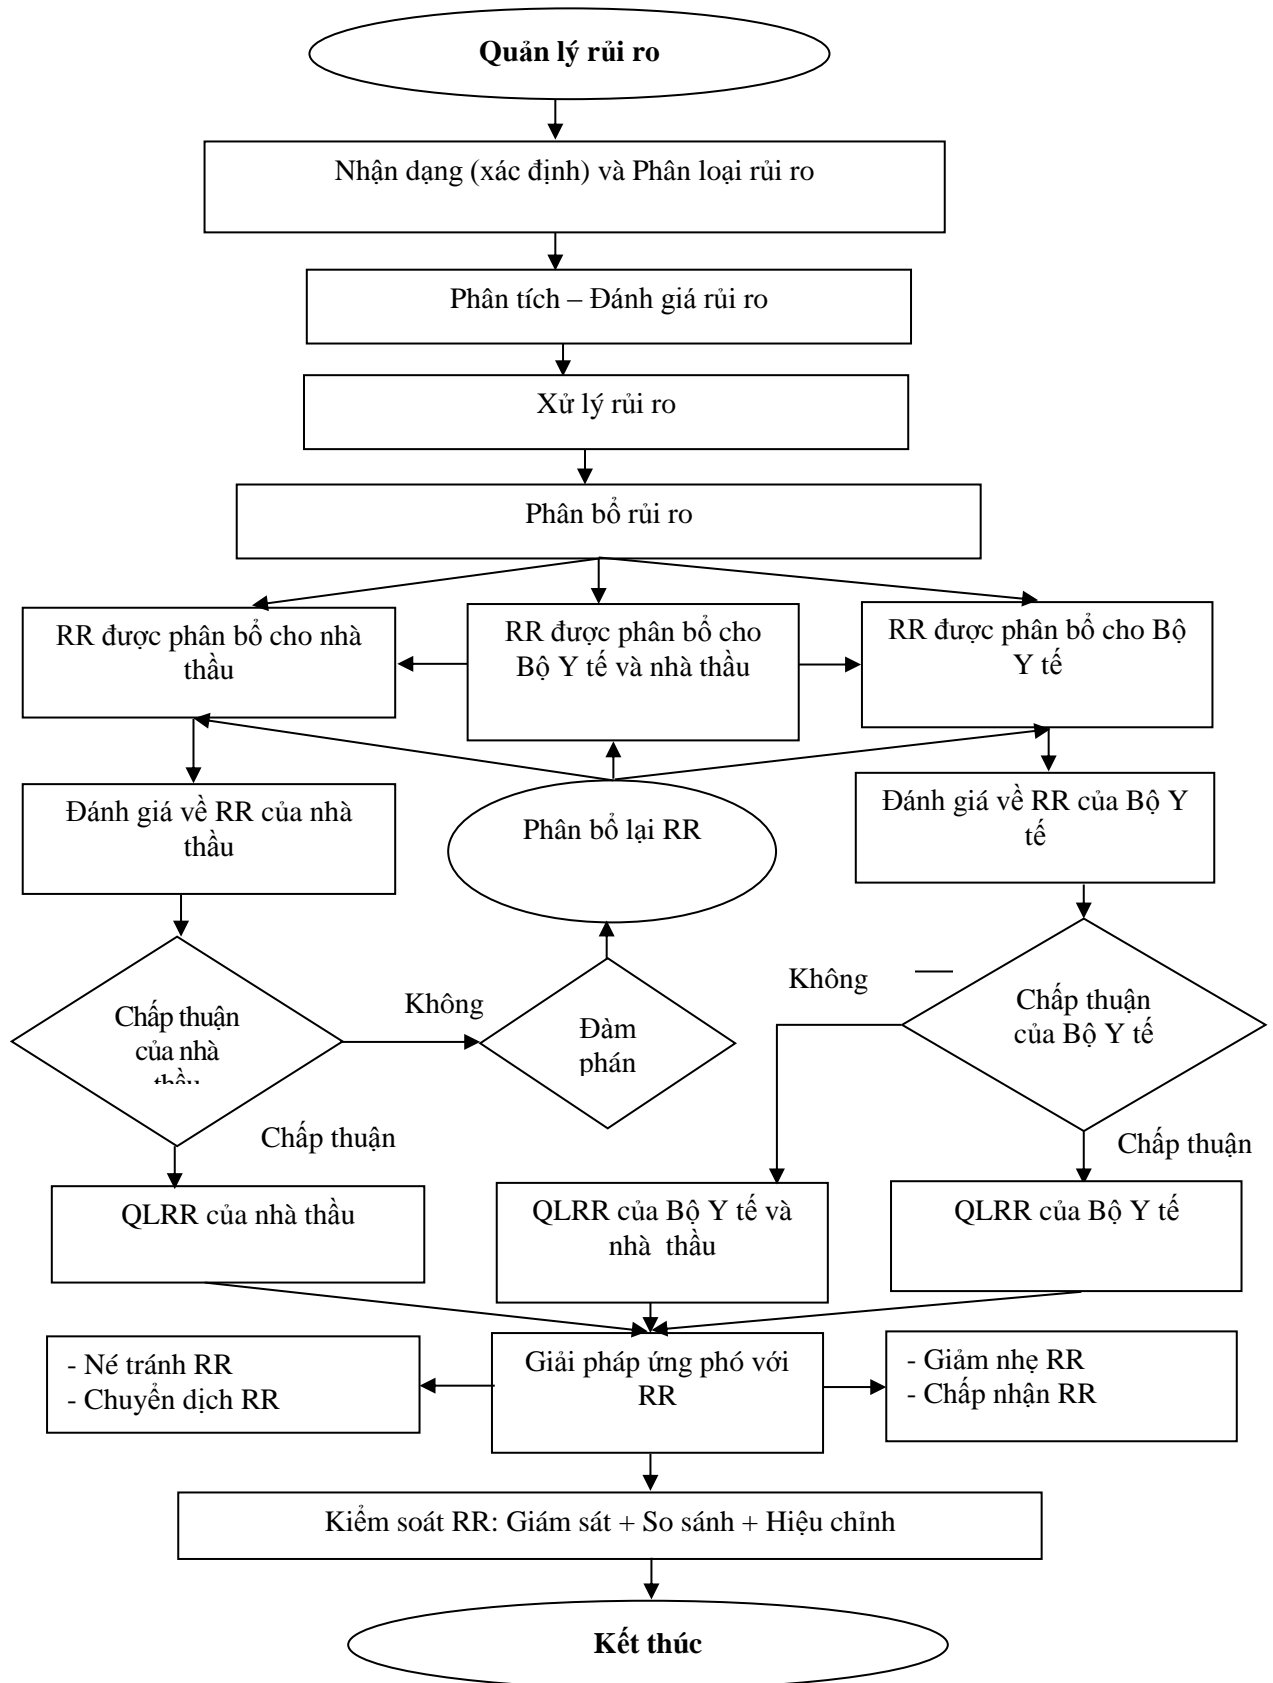 Quản lý rủi ro
Nhận dạng (xác định) và Phân loại rủi ro
Phân tích – Đánh giá rủi ro
Xử lý rủi ro
Phân bổ rủi ro
RR được phân bổ cho nhà
thầu
RR được phân bổ cho
Bộ Y tế và nhà thầu
RR được phân bổ cho Bộ
Y tế
Đánh giá về RR của nhà
thầu
Phân bổ lại RR
Đánh giá về RR của Bộ Y
tế
Chấp thuận
của nhà
thầu
Không
Đàm
phán
Không
Chấp thuận
của Bộ Y tế
Chấp thuận
Chấp thuận
QLRR của nhà thầu
QLRR của Bộ Y tế và
nhà thầu
QLRR của Bộ Y tế
- Né tránh RR
- Chuyển dịch RR
Giải pháp ứng phó với
RR
- Giảm nhẹ RR
- Chấp nhận RR
Kiểm soát RR: Giám sát + So sánh + Hiệu chỉnh
Kết thúc